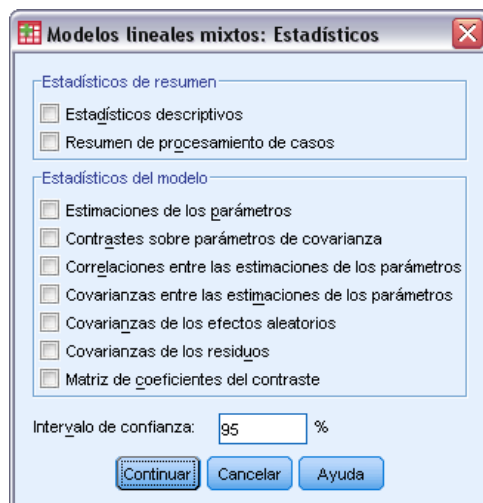 Modelos lineales mixtos: Estadísticos
Estadísticos de resumen
Estadísticos descriptivos
Resumen de procesamiento de casos
Estadísticos del modelo
Estimaciones de los parámetros
Contrastes sobre parámetros de covarianza
Correlaciones entre las estimaciones de los parámetros
Covarianzas entre las estimaciones de los parámetros
Covarianzas de los efectos aleatorios
Covarianzas de los residuos
Matriz de coeficientes del contraste
Intervalo de confianza: 95 %
Continuar Cancelar Ayuda